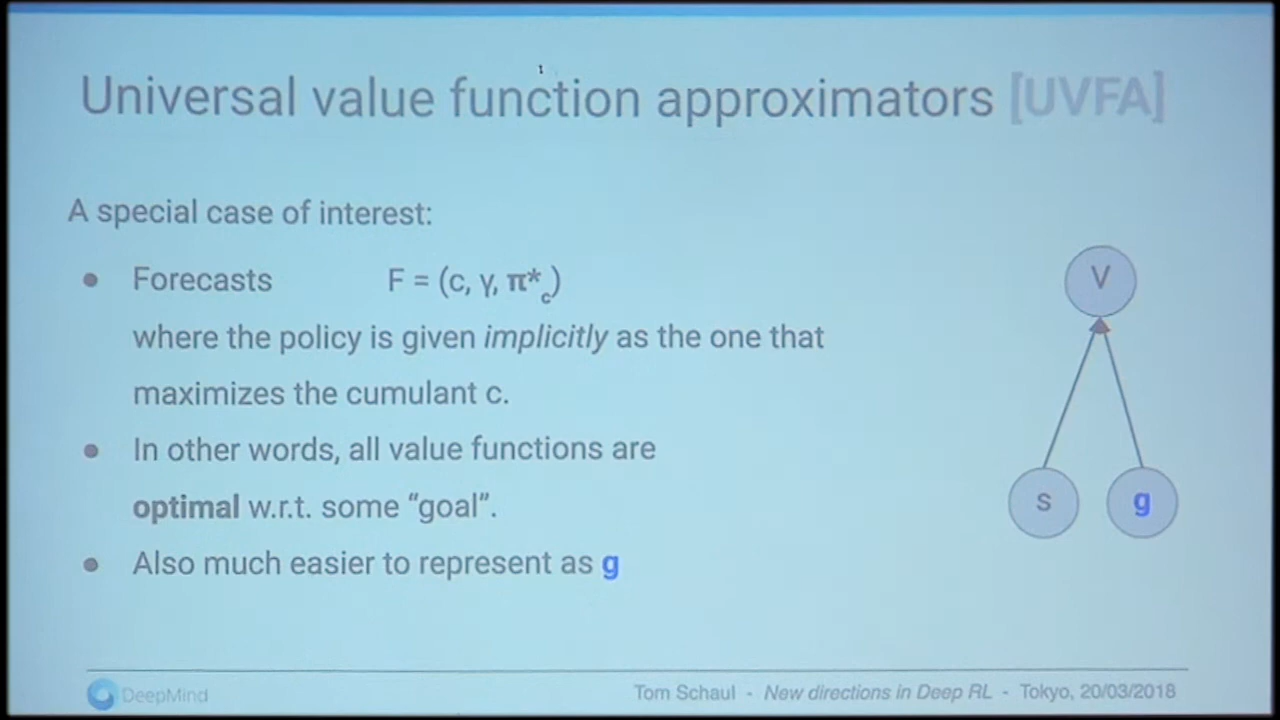 Universal value function approximators [UVFA]
A special case of interest:
● Forecasts F = (c, γ, π*c)
where the policy is given implicitly as the one that
maximizes the cumulant c.
● In other words, all value functions are
optimal w.r.t. some “goal”.
● Also much easier to represent as g
V
s g
DeepMind
Tom Schaul - New directions in Deep RL - Tokyo, 20/03/2018